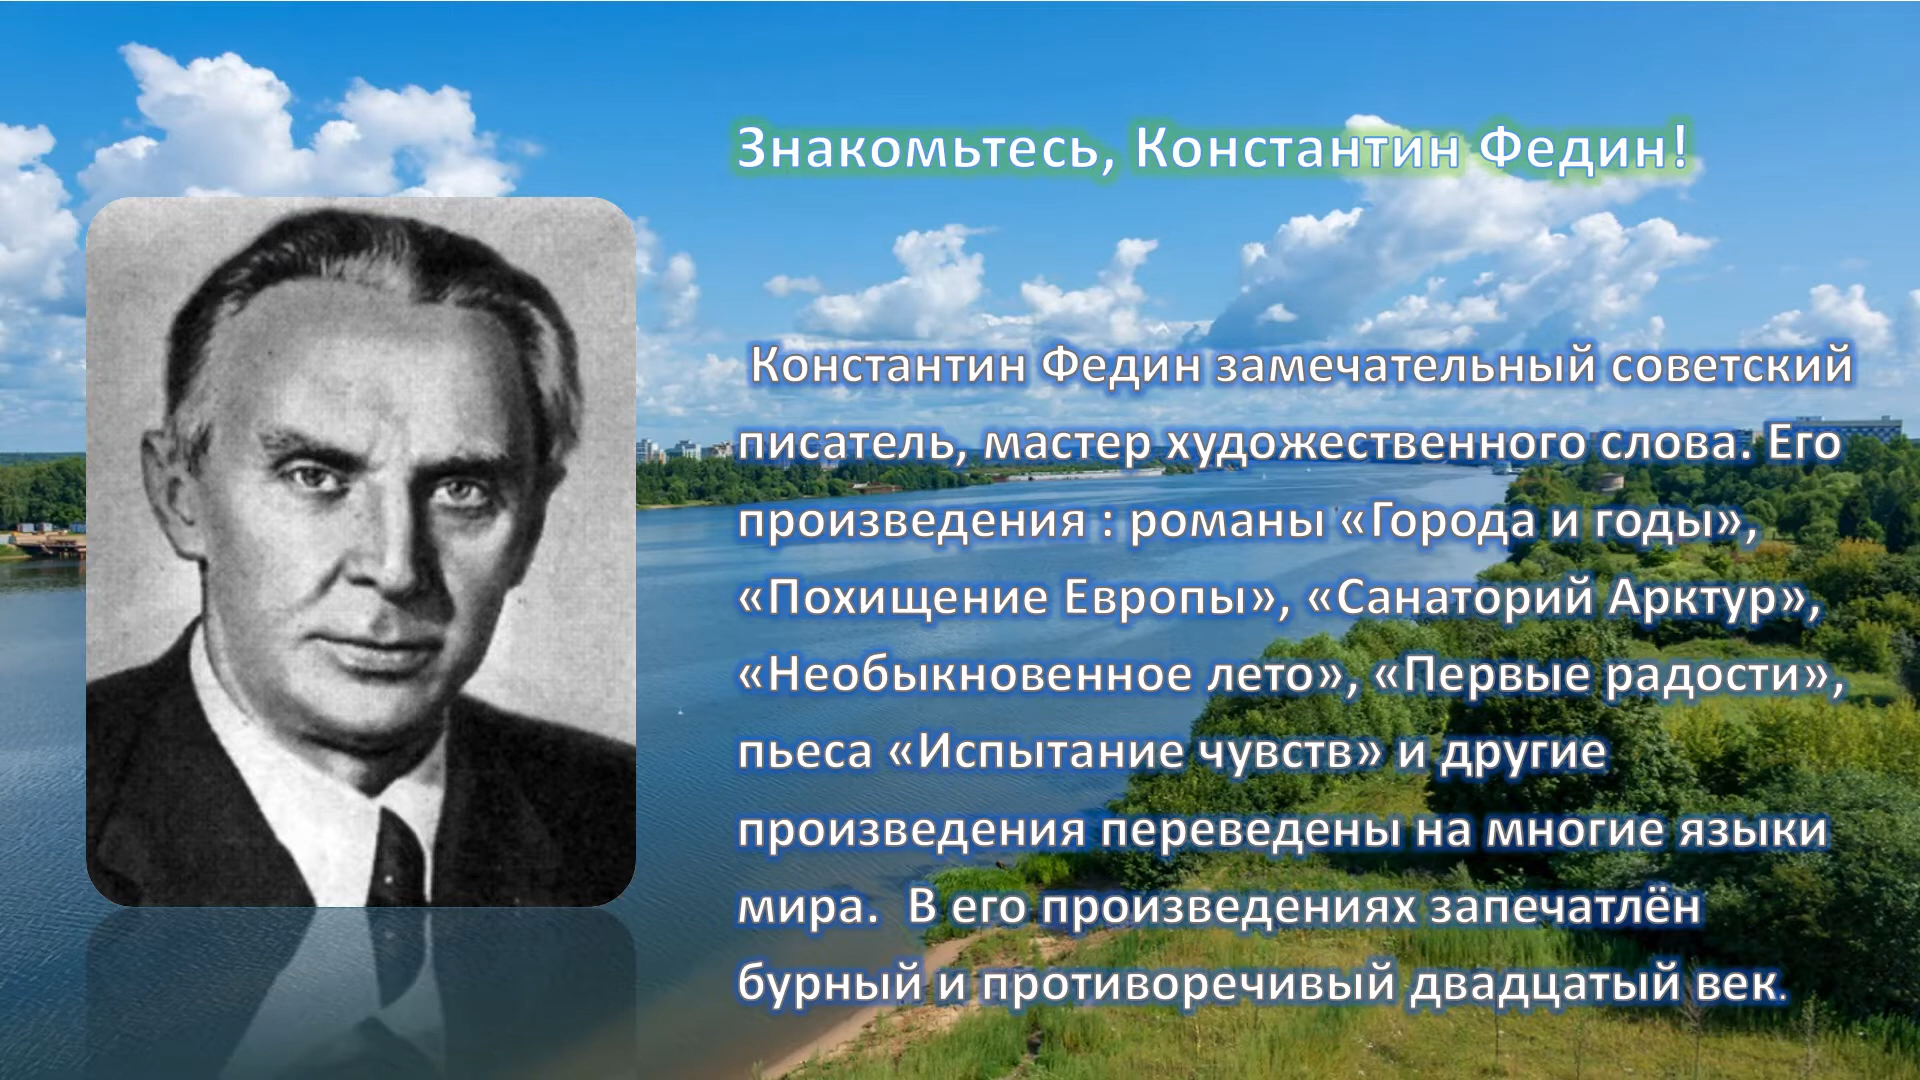 Знакомьтесь, Константин Федин!
Константин Федин замечательный советский
писатель, мастер художественного слова. Его
произведения : романы «Города и годы»,
«Похищение Европы», «Санаторий Арктур»,
«Необыкновенное лето», «Первые радости»,
пьеса «Испытание чувств» и другие
произведения переведены на многие языки
мира.  В его произведениях запечатлён
бурный и противоречивый двадцатый век.